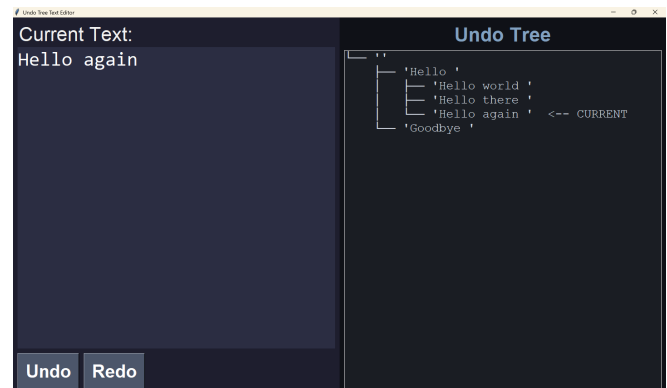 Undo Tree Text Editor
Current Text:
Hello again
Undo
Redo
Undo Tree
└── ''
    ├── 'Hello '
    │   ├── 'Hello world '
    │   ├── 'Hello there '
    │   └── 'Hello again '  <-- CURRENT
    └── 'Goodbye '